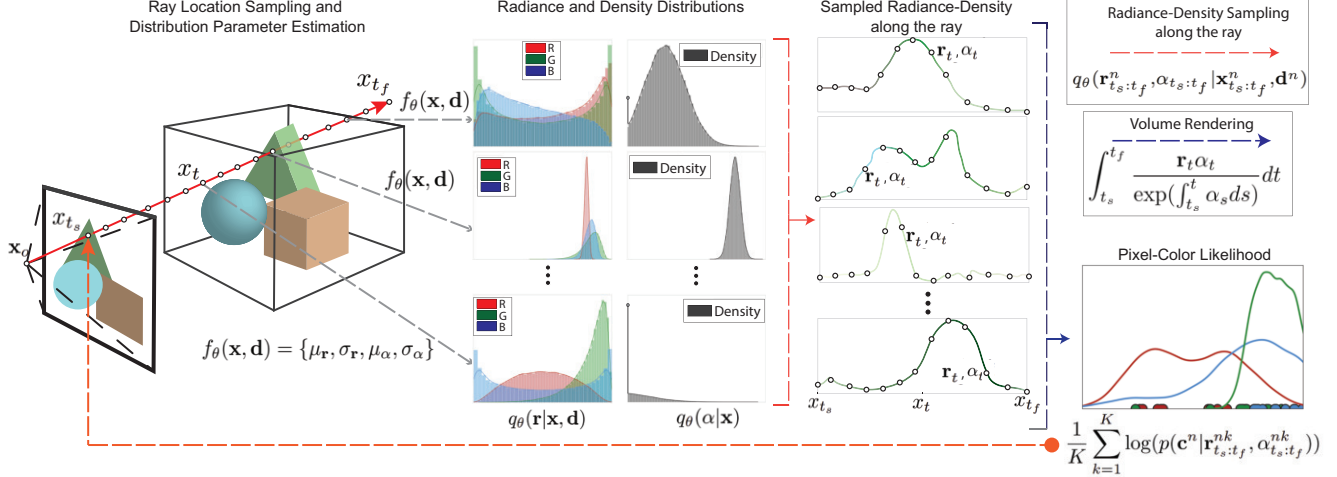 Ray Location Sampling and
Distribution Parameter Estimation
x_{t_f}
f_θ(x, d)
x_t
f_θ(x, d)
x_{t_s}
x_o
f_θ(x, d) = {μ_r, σ_r, μ_α, σ_α}
Radiance and Density Distributions
R
G
B
Density
R
G
B
Density
R
G
B
Density
q_θ(r|x, d)
q_θ(α|x)
Sampled Radiance-Density
along the ray
r_t, α_t
r_t, α_t
r_t, α_t
r_t, α_t
x_{t_s}
x_t
x_{t_f}
Radiance-Density Sampling
along the ray
q_θ(r^n_{t_s:t_f}, α_{t_s:t_f}|x^n_{t_s:t_f}, d^n)
Volume Rendering
∫_{t_s}^{t_f} \frac{r_t α_t}{exp(∫_{t_s}^{t} α_s ds)} dt
Pixel-Color Likelihood
\frac{1}{K} ∑_{k=1}^{K} log(p(c^n|r^{nk}_{t_s:t_f}, α^{nk}_{t_s:t_f}))